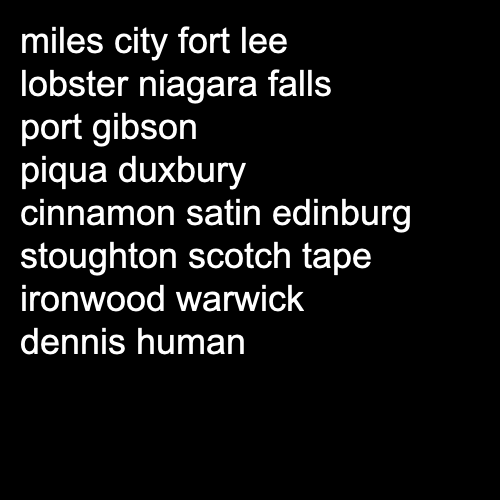 miles city fort lee
lobster niagara falls
port gibson
piqua duxbury
cinnamon satin edinburg
stoughton scotch tape
ironwood warwick
dennis human